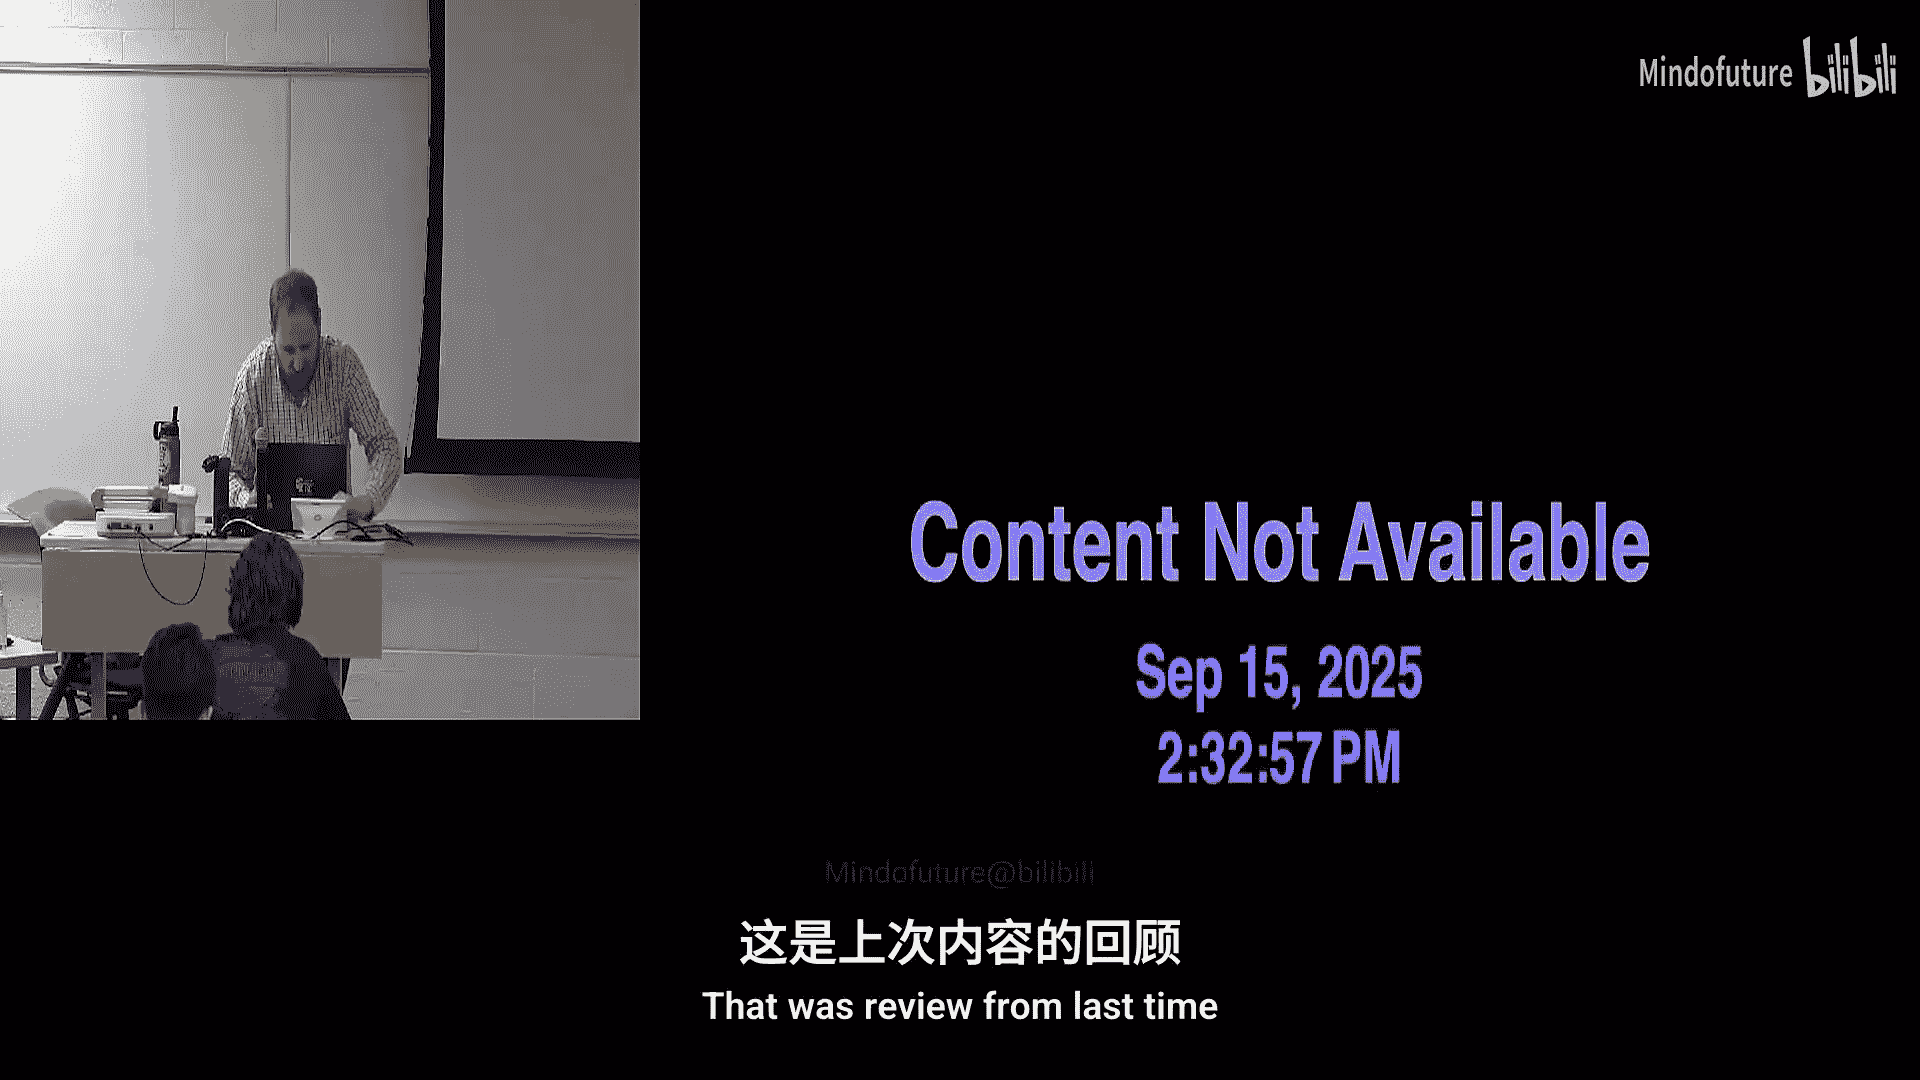 Mindofuture bilibili
Content Not Available
Sep 15, 2025
2:32:57 PM
Mindofuture@bilibili
这是上次内容的回顾
That was review from last time